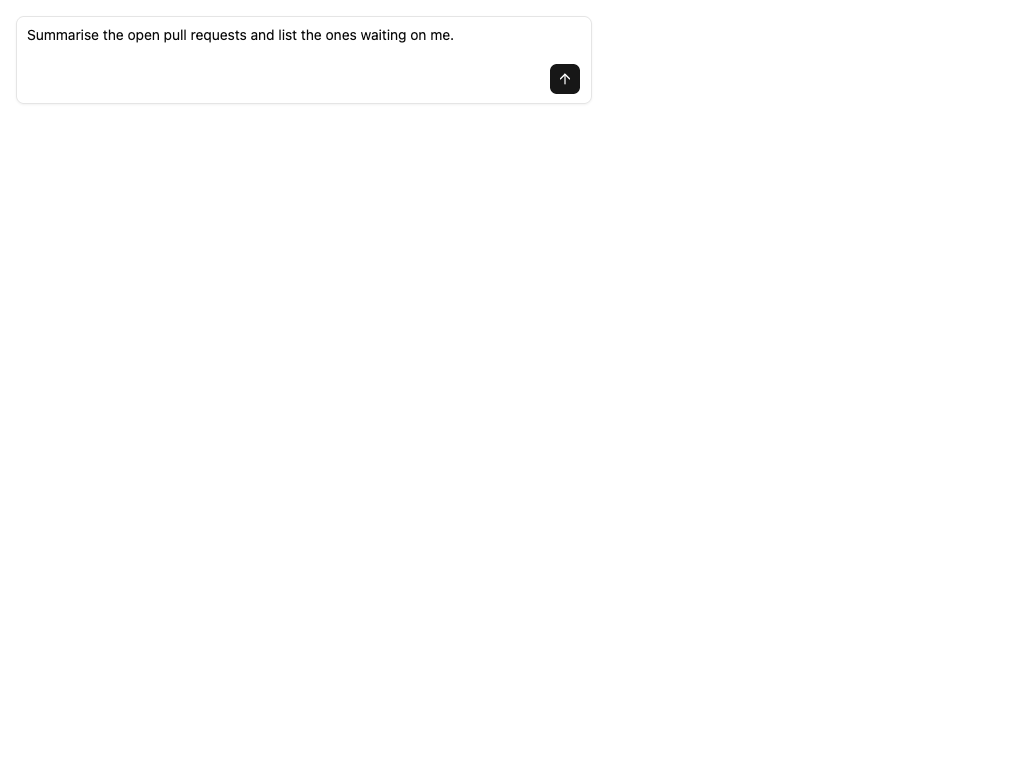 Summarise the open pull requests and list the ones waiting on me.